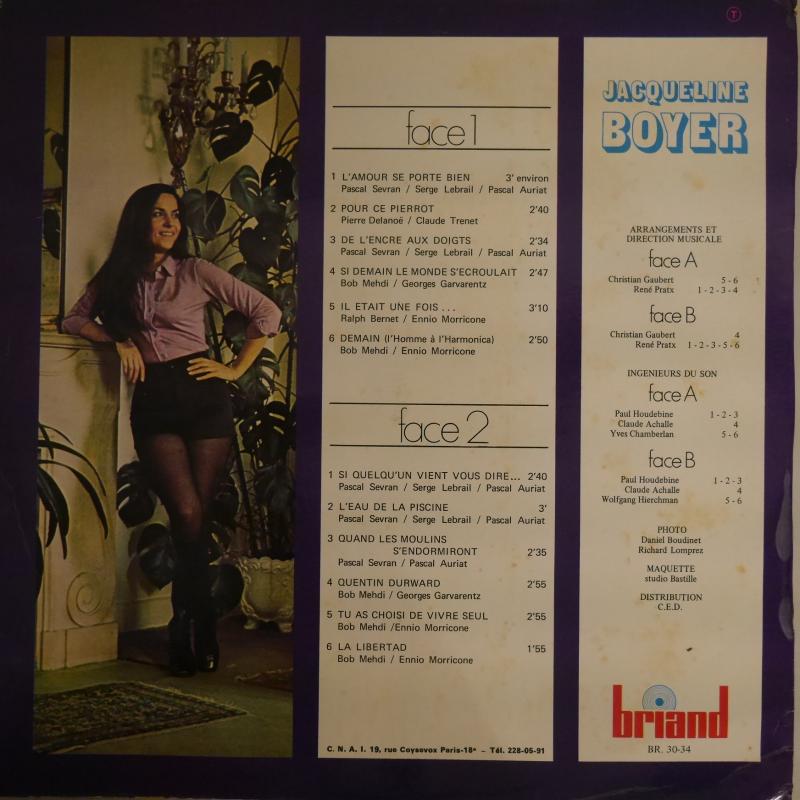 T
face 1
1 L'AMOUR SE PORTE BIEN 3' environ
Pascal Sevran / Serge Lebrail / Pascal Auriat
2 POUR CE PIERROT 2'40
Pierre Delanoë / Claude Trenet
3 DE L'ENCRE AUX DOIGTS 2'34
Pascal Sevran / Serge Lebrail / Pascal Auriat
4 SI DEMAIN LE MONDE S'ECROULAIT 2'47
Bob Mehdi / Georges Garvarentz
5 IL ETAIT UNE FOIS ... 3'10
Ralph Bernet / Ennio Morricone
6 DEMAIN (l'Homme à l'Harmonica) 2'50
Bob Mehdi / Ennio Morricone
face 2
1 SI QUELQU'UN VIENT VOUS DIRE... 2'40
Pascal Sevran / Serge Lebrail / Pascal Auriat
2 L'EAU DE LA PISCINE 3'
Pascal Sevran / Serge Lebrail / Pascal Auriat
3 QUAND LES MOULINS
S'ENDORMIRONT 2'35
Pascal Sevran / Pascal Auriat
4 QUENTIN DURWARD 2'55
Bob Mehdi / Georges Garvarentz
5 TU AS CHOISI DE VIVRE SEUL 2'55
Bob Mehdi /Ennio Morricone
6 LA LIBERTAD 1'55
Bob Mehdi / Ennio Morricone
C. N. A. I. 19, rue Coysevox Paris-18e – Tél. 228-05-91
JACQUELINE
BOYER
ARRANGEMENTS ET
DIRECTION MUSICALE
face A
Christian Gaubert 5 - 6
René Pratx 1 - 2 - 3 - 4
face B
Christian Gaubert 4
René Pratx 1 - 2 - 3 - 5 - 6
INGENIEURS DU SON
face A
Paul Houdebine 1 - 2 - 3
Claude Achalle 4
Yves Chamberlan 5 - 6
face B
Paul Houdebine 1 - 2 - 3
Claude Achalle 4
Wolfgang Hierchman 5 - 6
PHOTO
Daniel Boudinet
Richard Lomprez
MAQUETTE
studio Bastille
DISTRIBUTION
C.E.D.
briand
BR. 30-34